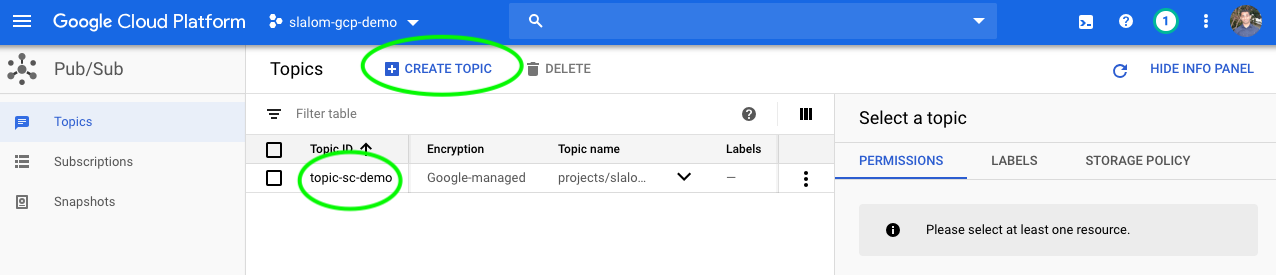 Google Cloud Platform slalom-gcp-demo 1
Pub/Sub Topics CREATE TOPIC DELETE HIDE INFO PANEL
Topics
Subscriptions
Snapshots
Filter table
Topic ID Encryption Topic name Labels
topic-sc-demo Google-managed projects/slalo... —
Select a topic
PERMISSIONS LABELS STORAGE POLICY
Please select at least one resource.